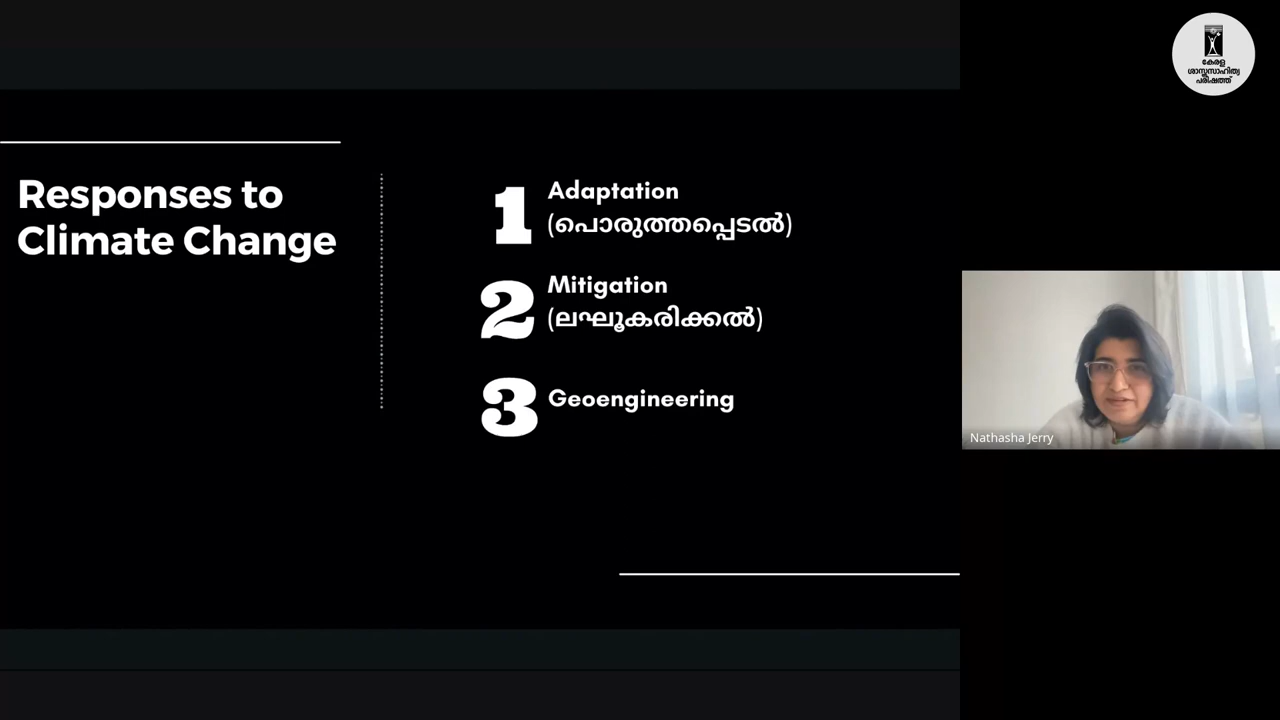 Responses to
Climate Change
1
Adaptation
(പൊരുത്തപ്പെടൽ)
2
Mitigation
(ലഘൂകരിക്കൽ)
3
Geoengineering
കേരള
ശാസ്ത്രസാഹിത്യ
പരിഷത്ത്
Nathasha Jerry